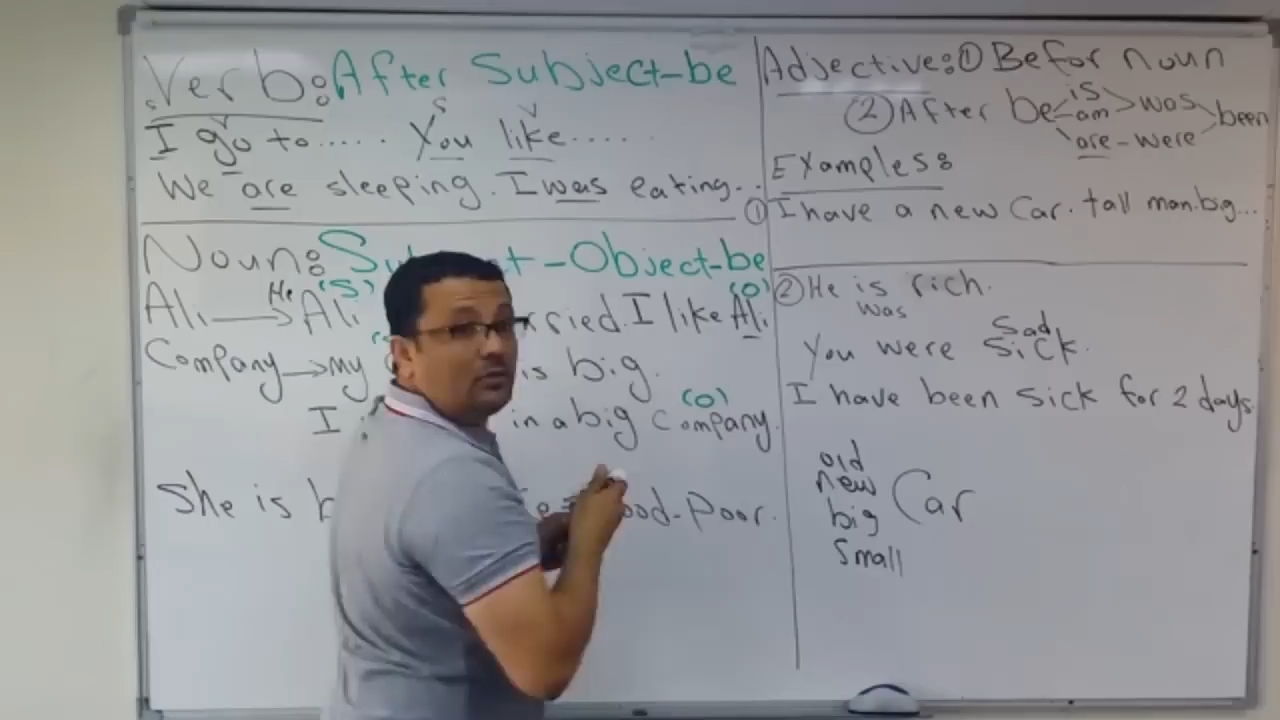 Verb: After Subject-be
S V
I go to..... You like......
We are sleeping. I was eating...
Noun: Object-be
He (S) (O)
Ali → Ali I like Ali.
Company → my is big.
(O)
I in a big Company.
She is Poor.
Adjective: ① Befor noun
② After be is am are was were been
Examples:
① I have a new Car. tall man. big...
② He is rich.
was
Sad
You were Sick.
I have been sick for 2 days.
old
new Car
big
Small